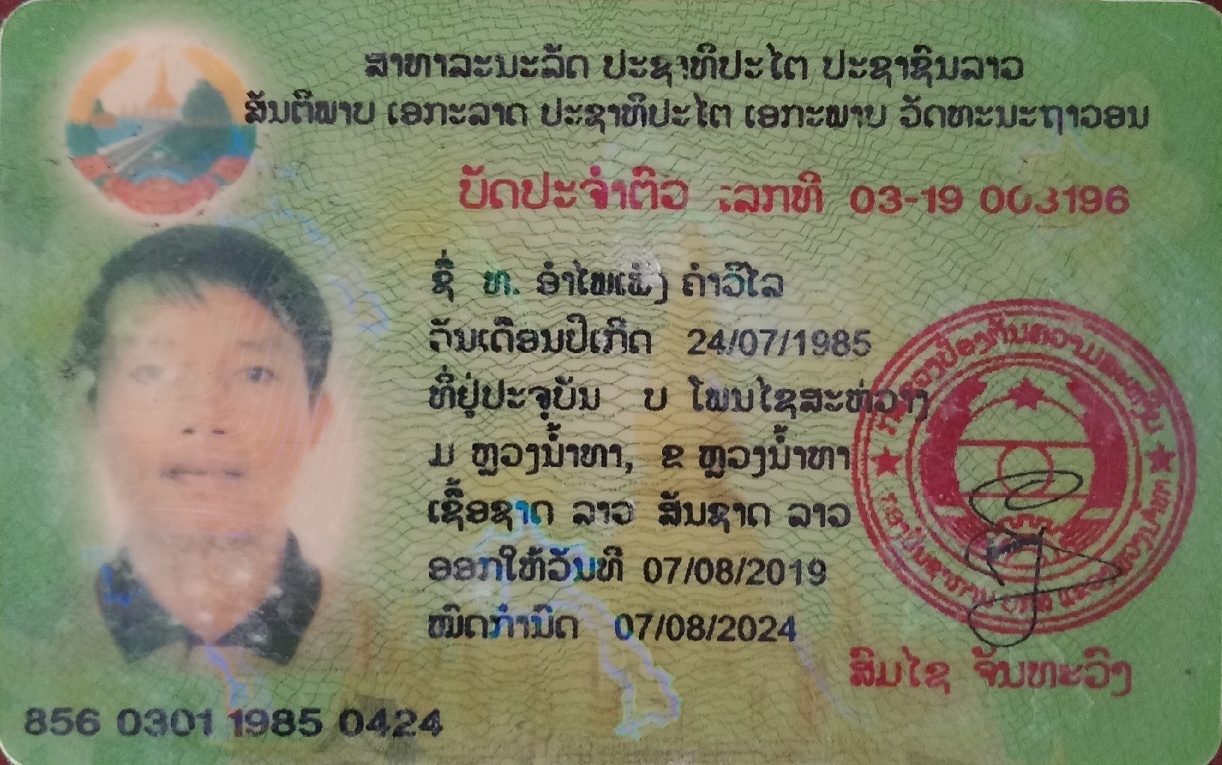 ສາທາລະນະລັດ ປະຊາທິປະໄຕ ປະຊາຊົນລາວ
ສັນຕິພາບ ເອກະລາດ ປະຊາທິປະໄຕ ເອກະພາບ ວັດທະນະຖາວອນ
ບັດປະຈຳຕົວ ເລກທີ 03-19 003196
ຊື່ ທ. ຄຳວິໄລ
ວັນເດືອນປີເກີດ 24/07/1985
ທີ່ຢູ່ປະຈຸບັນ ບ ໂພນໄຊສະຫວ່າງ
ມ ຫຼວງນ້ຳທາ, ຂ ຫຼວງນ້ຳທາ
ເຊື້ອຊາດ ລາວ ສັນຊາດ ລາວ
ອອກໃຫ້ວັນທີ 07/08/2019
ໝົດກຳນົດ 07/08/2024
ສົມໄຊ ຈັນທະວົງ
856 0301 1985 0424